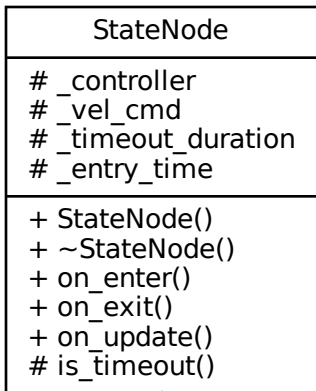 StateNode
# _controller
# _vel_cmd
# _timeout_duration
# _entry_time
+ StateNode()
+ ~StateNode()
+ on_enter()
+ on_exit()
+ on_update()
# is_timeout()